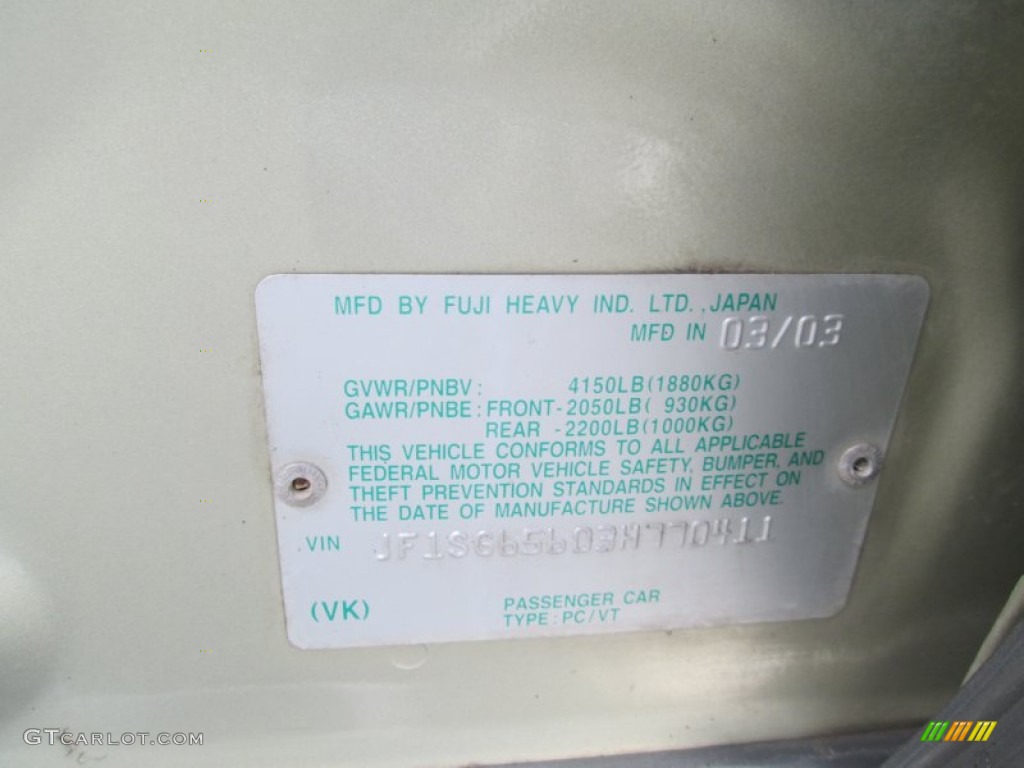 MFD BY FUJI HEAVY IND. LTD., JAPAN
MFD IN 03/03
GVWR/PNBV: 4150LB(1880KG)
GAWR/PNBE: FRONT-2050LB( 930KG)
REAR -2200LB(1000KG)
THIS VEHICLE CONFORMS TO ALL APPLICABLE
FEDERAL MOTOR VEHICLE SAFETY, BUMPER, AND
THEFT PREVENTION STANDARDS IN EFFECT ON
THE DATE OF MANUFACTURE SHOWN ABOVE.
VIN
(VK)
PASSENGER CAR
TYPE: PC/VT
GTCARLOT.COM